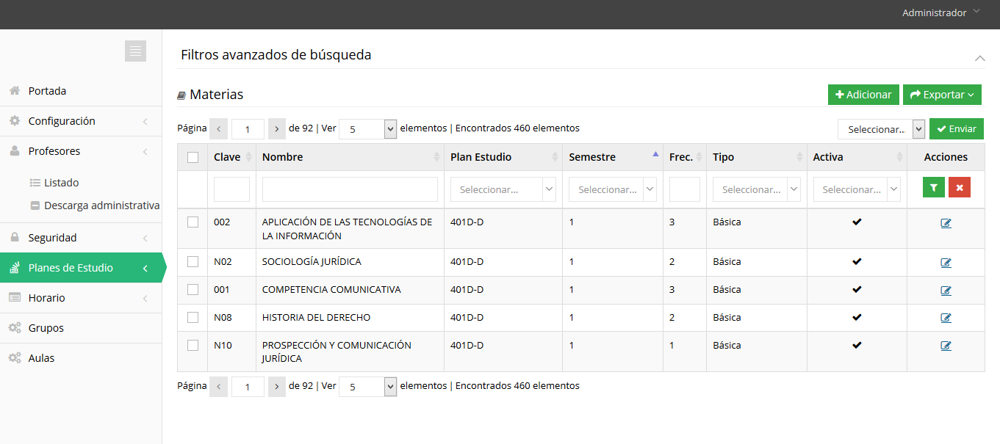 Administrador
Filtros avanzados de búsqueda
Portada
Configuración
Profesores
Listado
Descarga administrativa
Seguridad
Planes de Estudio
Horario
Grupos
Aulas
Materias
Adicionar
Exportar
Página 1 de 92 | Ver 5 elementos | Encontrados 460 elementos
Seleccionar...
Enviar
Clave Nombre Plan Estudio Semestre Frec. Tipo Activa Acciones
Seleccionar... Seleccionar... Seleccionar... Seleccionar...
002 APLICACIÓN DE LAS TECNOLOGÍAS DE 401D-D 1 3 Básica
LA INFORMACIÓN
N02 SOCIOLOGÍA JURÍDICA 401D-D 1 2 Básica
001 COMPETENCIA COMUNICATIVA 401D-D 1 3 Básica
N08 HISTORIA DEL DERECHO 401D-D 1 2 Básica
N10 PROSPECCIÓN Y COMUNICACIÓN 401D-D 1 1 Básica
JURÍDICA
Página 1 de 92 | Ver 5 elementos | Encontrados 460 elementos